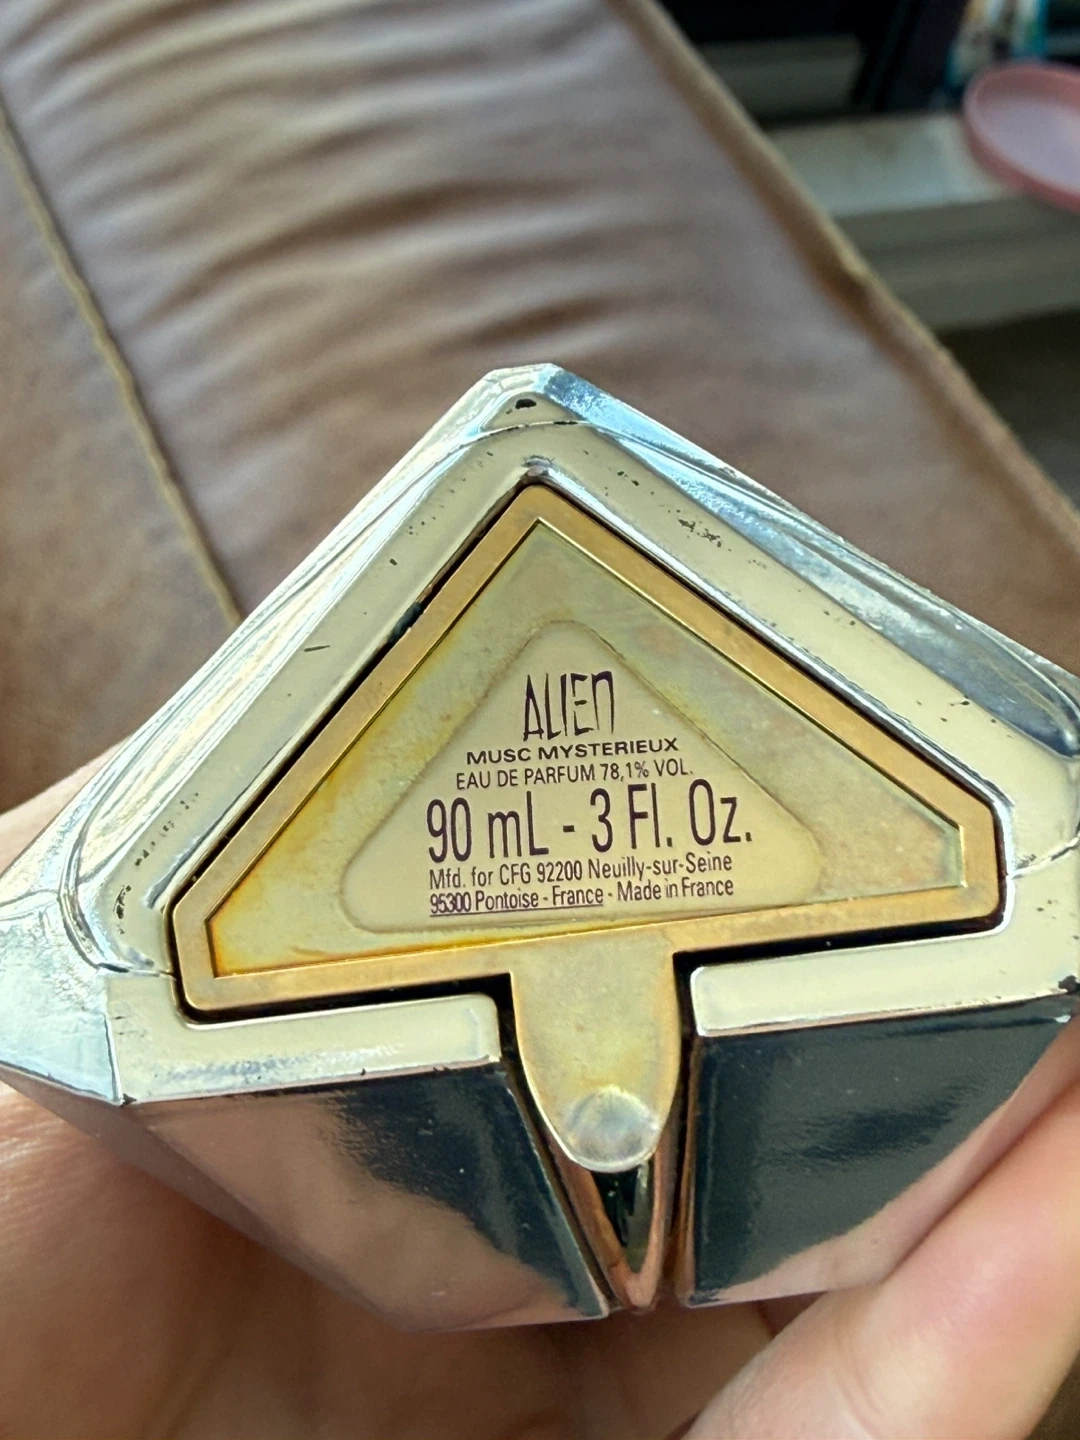 ALIEN
MUSC MYSTERIEUX
EAU DE PARFUM 78,1% VOL.
90 mL - 3 Fl. Oz.
Mfd. for CFG 92200 Neuilly-sur-Seine
95300 Pontoise - France - Made in France